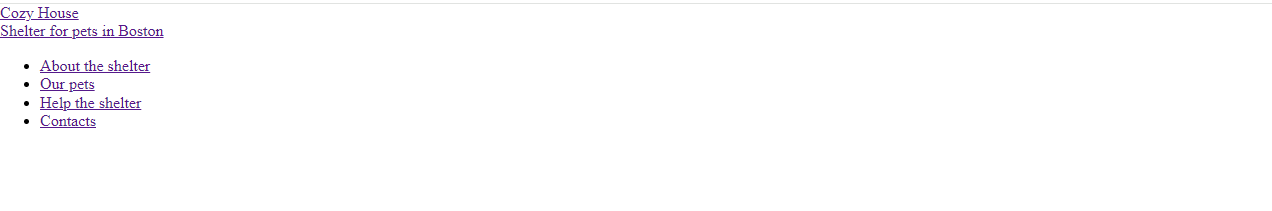 Cozy House
Shelter for pets in Boston
About the shelter
Our pets
Help the shelter
Contacts